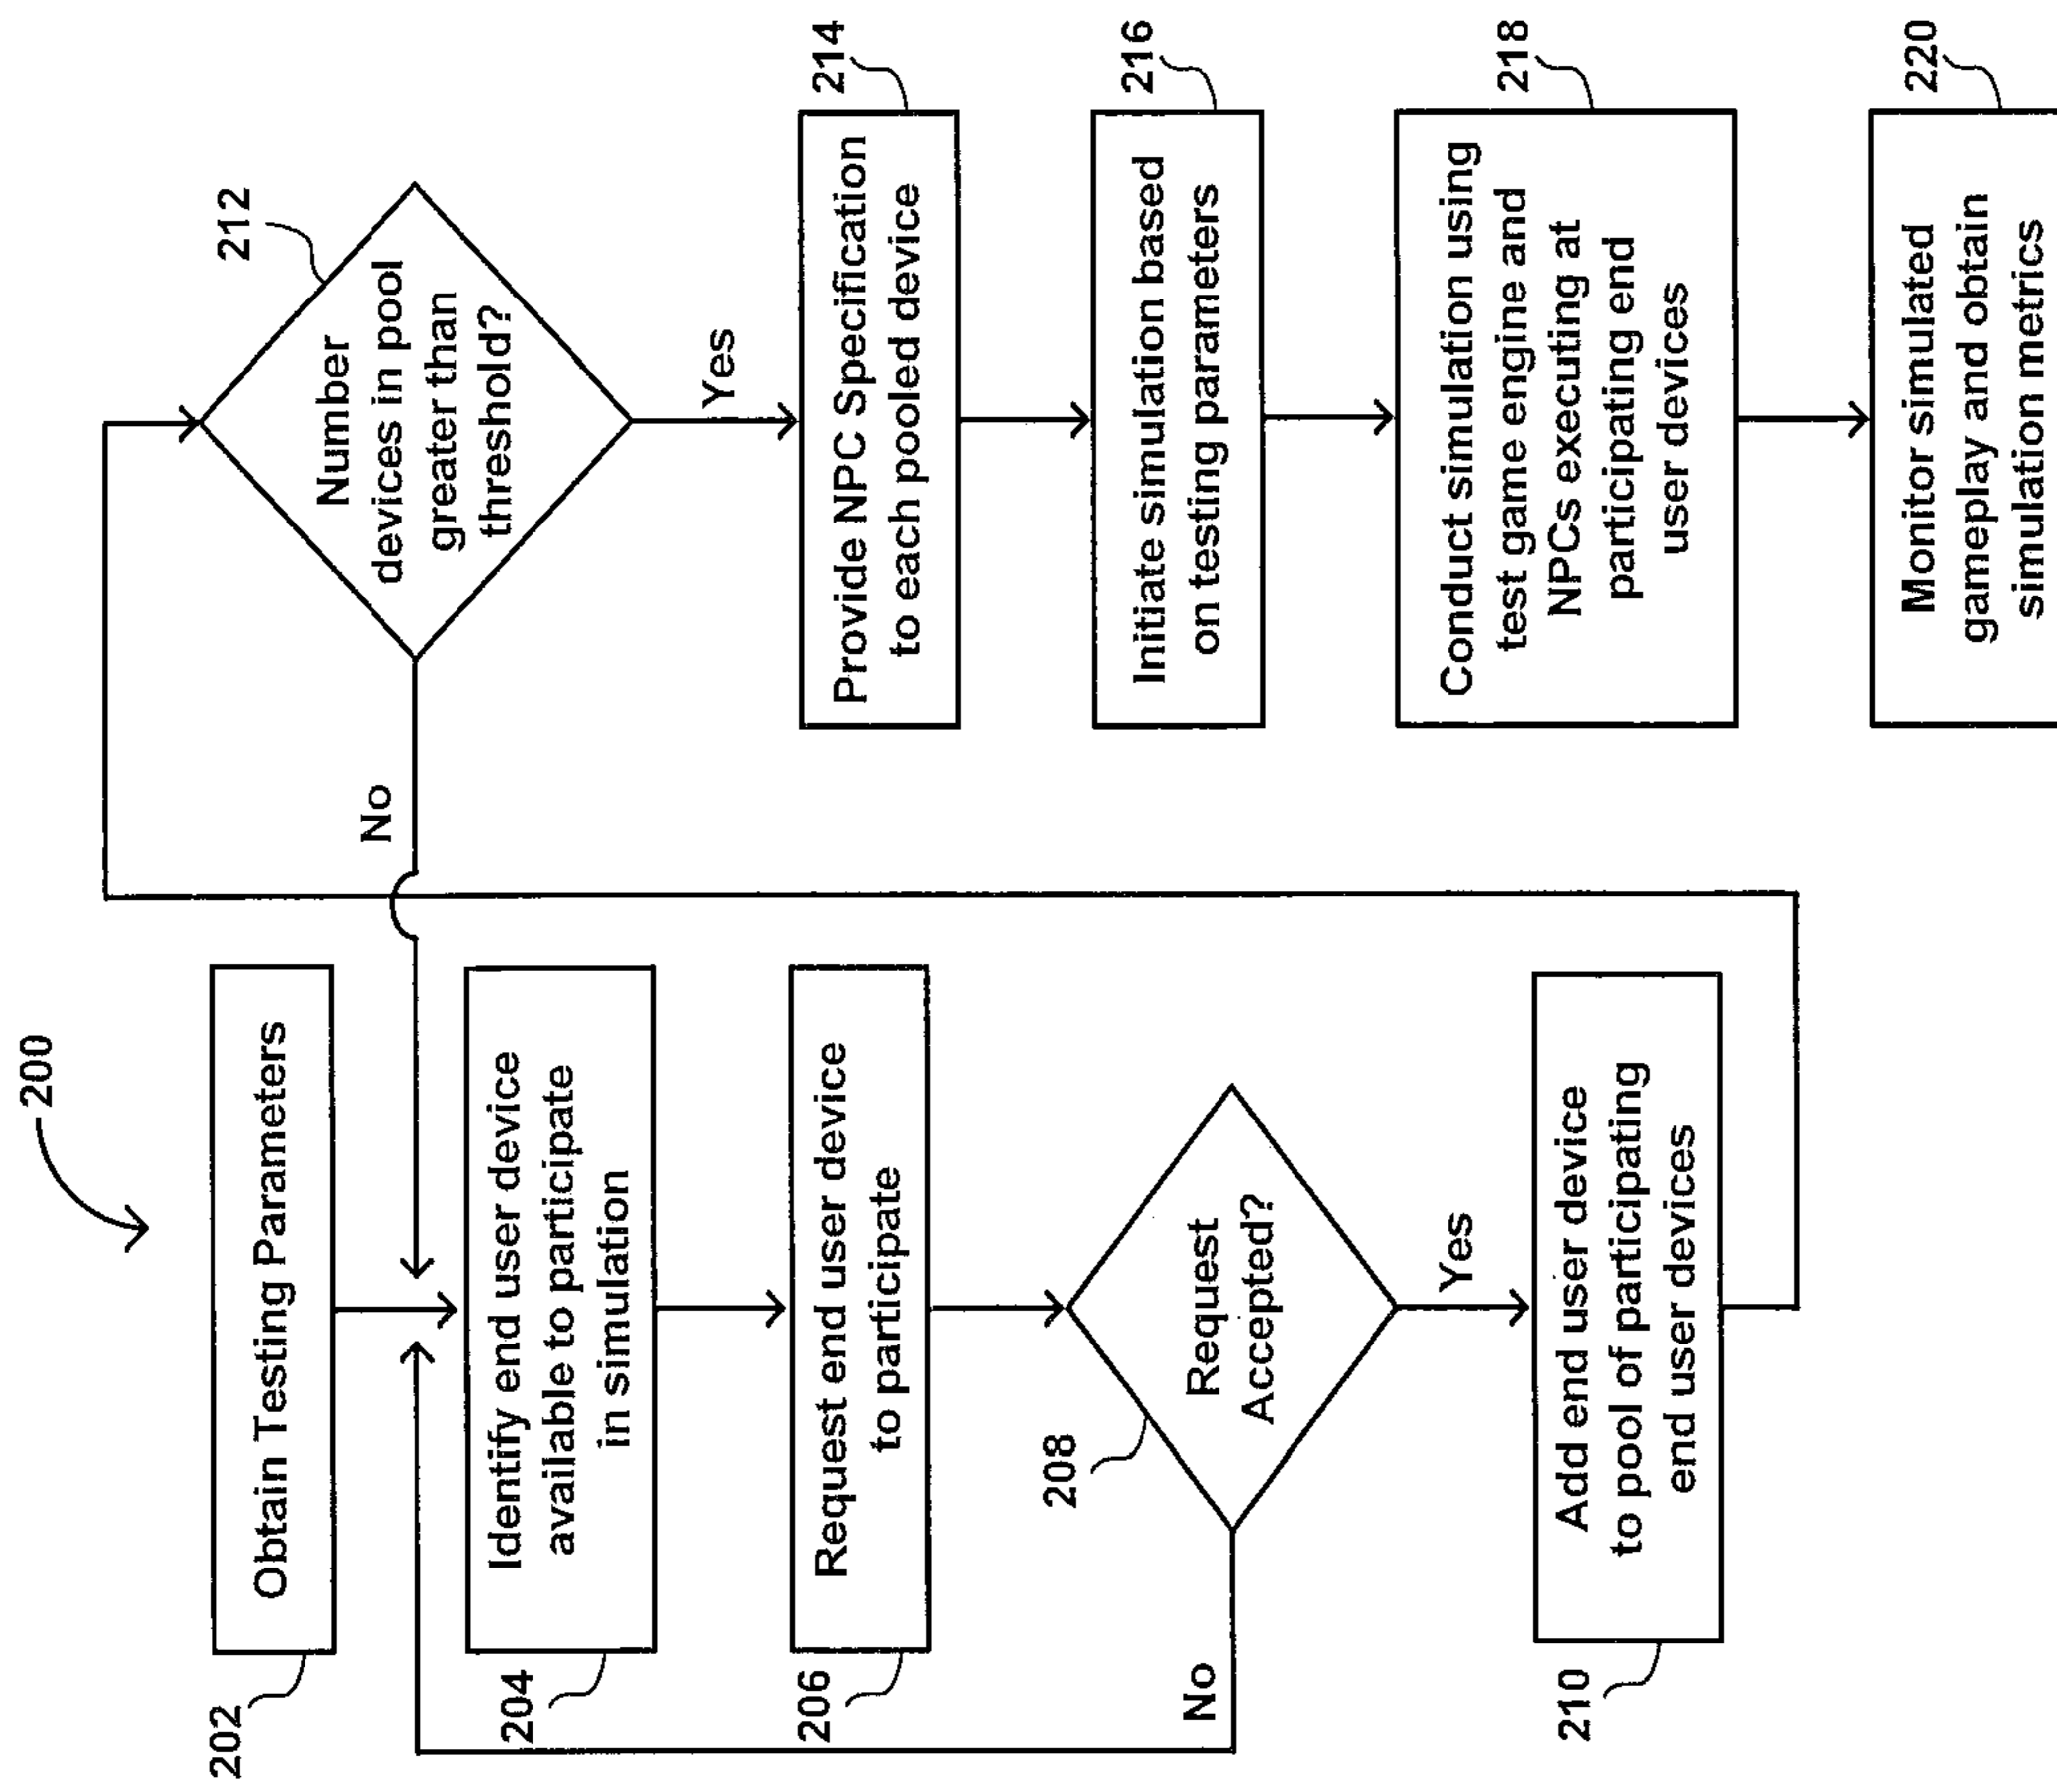 200
202
Obtain Testing Parameters
204
Identify end user device
available to participate
in simulation
206
Request end user device
to participate
208
Request
Accepted?
No
Yes
210
Add end user device
to pool of participating
end user devices
212
Number
devices in pool
greater than
threshold?
No
Yes
214
Provide NPC Specification
to each pooled device
216
Initiate simulation based
on testing parameters
218
Conduct simulation using
test game engine and
NPCs executing at
participating end
user devices
220
Monitor simulated
gameplay and obtain
simulation metrics